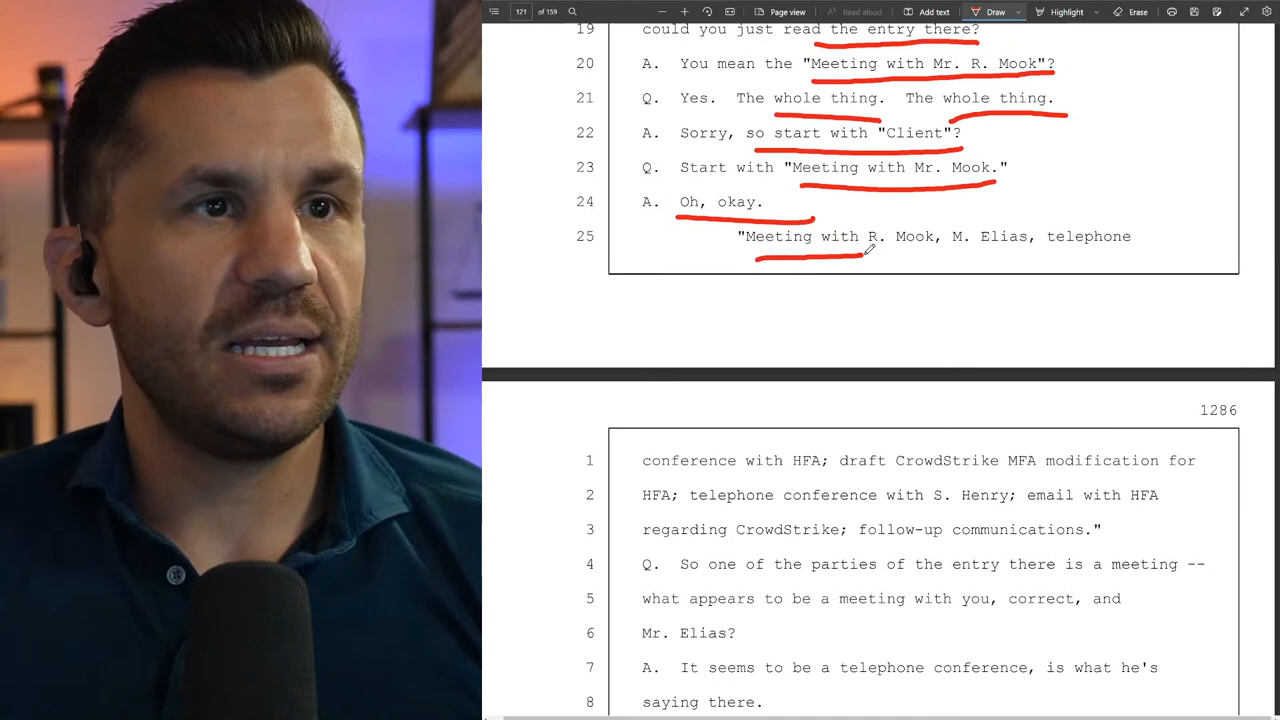 121 of 159 Page view Read aloud Add text Draw Highlight Erase
19 could you just read the entry there?
20 A. You mean the "Meeting with Mr. R. Mook"?
21 Q. Yes. The whole thing. The whole thing.
22 A. Sorry, so start with "Client"?
23 Q. Start with "Meeting with Mr. Mook."
24 A. Oh, okay.
25 "Meeting with R. Mook, M. Elias, telephone
1286
1 conference with HFA; draft CrowdStrike MFA modification for
2 HFA; telephone conference with S. Henry; email with HFA
3 regarding CrowdStrike; follow-up communications."
4 Q. So one of the parties of the entry there is a meeting --
5 what appears to be a meeting with you, correct, and
6 Mr. Elias?
7 A. It seems to be a telephone conference, is what he's
8 saying there.